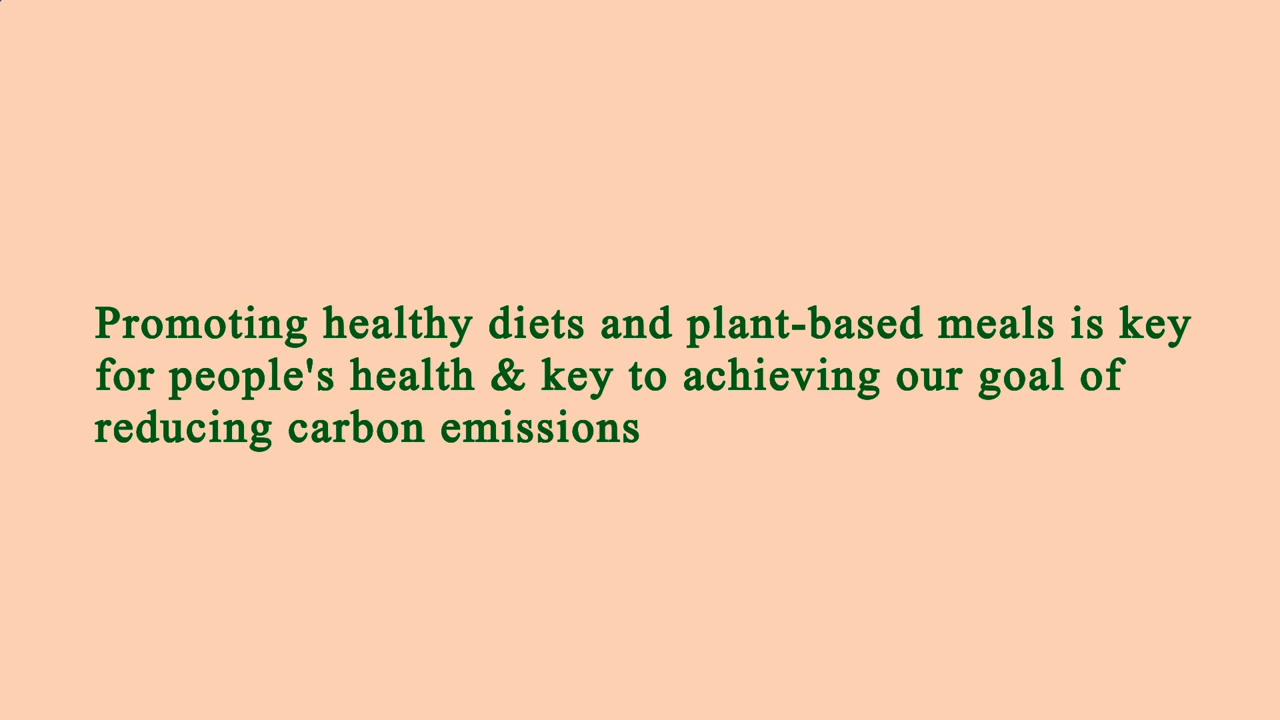 Promoting healthy diets and plant-based meals is key
for people's health & key to achieving our goal of
reducing carbon emissions